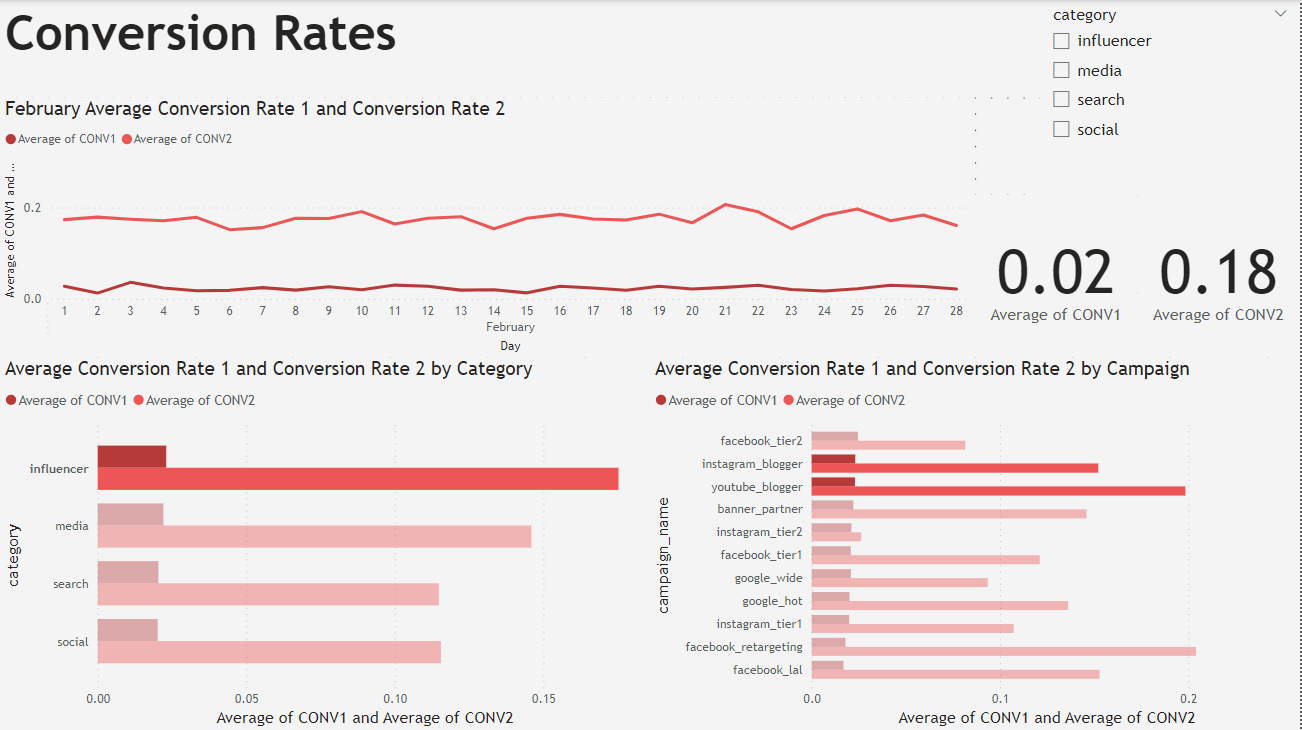 Conversion Rates
category
influencer
media
search
social
February Average Conversion Rate 1 and Conversion Rate 2
Average of CONV1 Average of CONV2
Average of CONV1 and ...
0.2
0.0
1 2 3 4 5 6 7 8 9 10 11 12 13 14 15 16 17 18 19 20 21 22 23 24 25 26 27 28
February
Day
0.02
Average of CONV1
0.18
Average of CONV2
Average Conversion Rate 1 and Conversion Rate 2 by Category
Average of CONV1 Average of CONV2
category
influencer
media
search
social
0.00 0.05 0.10 0.15
Average of CONV1 and Average of CONV2
Average Conversion Rate 1 and Conversion Rate 2 by Campaign
Average of CONV1 Average of CONV2
campaign_name
facebook_tier2
instagram_blogger
youtube_blogger
banner_partner
instagram_tier2
facebook_tier1
google_wide
google_hot
instagram_tier1
facebook_retargeting
facebook_lal
0.0 0.1 0.2
Average of CONV1 and Average of CONV2